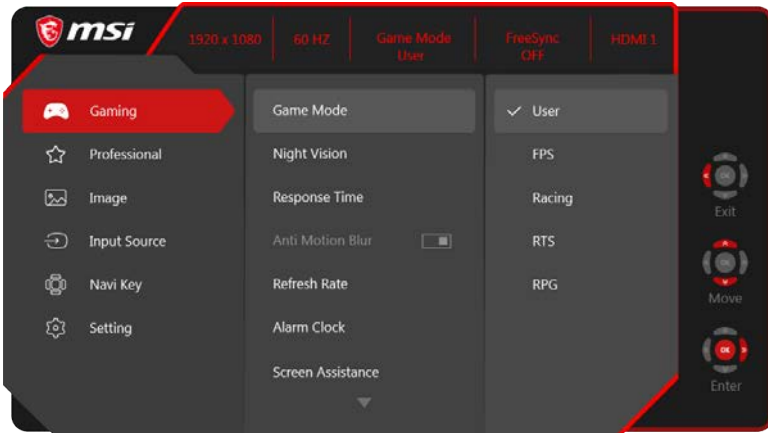 msi
1920 x 1080
60 HZ
Game Mode
User
FreeSync
OFF
HDMI 1
Gaming
Professional
Image
Input Source
Navi Key
Setting
Game Mode
Night Vision
Response Time
Anti Motion Blur
Refresh Rate
Alarm Clock
Screen Assistance
User
FPS
Racing
RTS
RPG
OK
Exit
OK
Move
OK
Enter